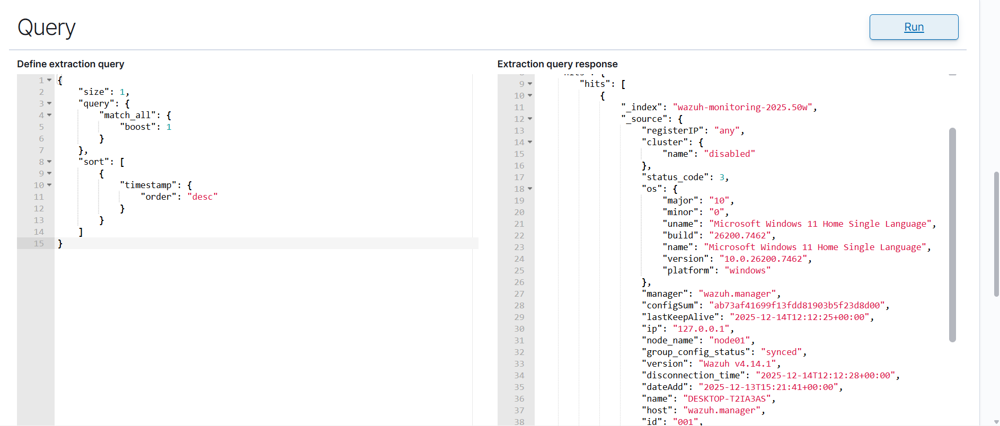 Query
Run
Define extraction query
1 {
2 "size": 1,
3 "query": {
4 "match_all": {
5 "boost": 1
6 }
7 },
8 "sort": [
9 {
10 "timestamp": {
11 "order": "desc"
12 }
13 }
14 ]
15 }
Extraction query response
8 "hits": {
9 "hits": [
10 {
11 "_index": "wazuh-monitoring-2025.50w",
12 "_source": {
13 "registerIP": "any",
14 "cluster": {
15 "name": "disabled"
16 },
17 "status_code": 3,
18 "os": {
19 "major": "10",
20 "minor": "0",
21 "uname": "Microsoft Windows 11 Home Single Language",
22 "build": "26200.7462",
23 "name": "Microsoft Windows 11 Home Single Language",
24 "version": "10.0.26200.7462",
25 "platform": "windows"
26 },
27 "manager": "wazuh.manager",
28 "configSum": "ab73af41699f13fdd81903b5f23d8d00",
29 "lastKeepAlive": "2025-12-14T12:12:25+00:00",
30 "ip": "127.0.0.1",
31 "node_name": "node01",
32 "group_config_status": "synced",
33 "version": "Wazuh v4.14.1",
34 "disconnection_time": "2025-12-14T12:12:28+00:00",
35 "dateAdd": "2025-12-13T15:21:41+00:00",
36 "name": "DESKTOP-T2IA3AS",
37 "host": "wazuh.manager",
38 "id": "001",